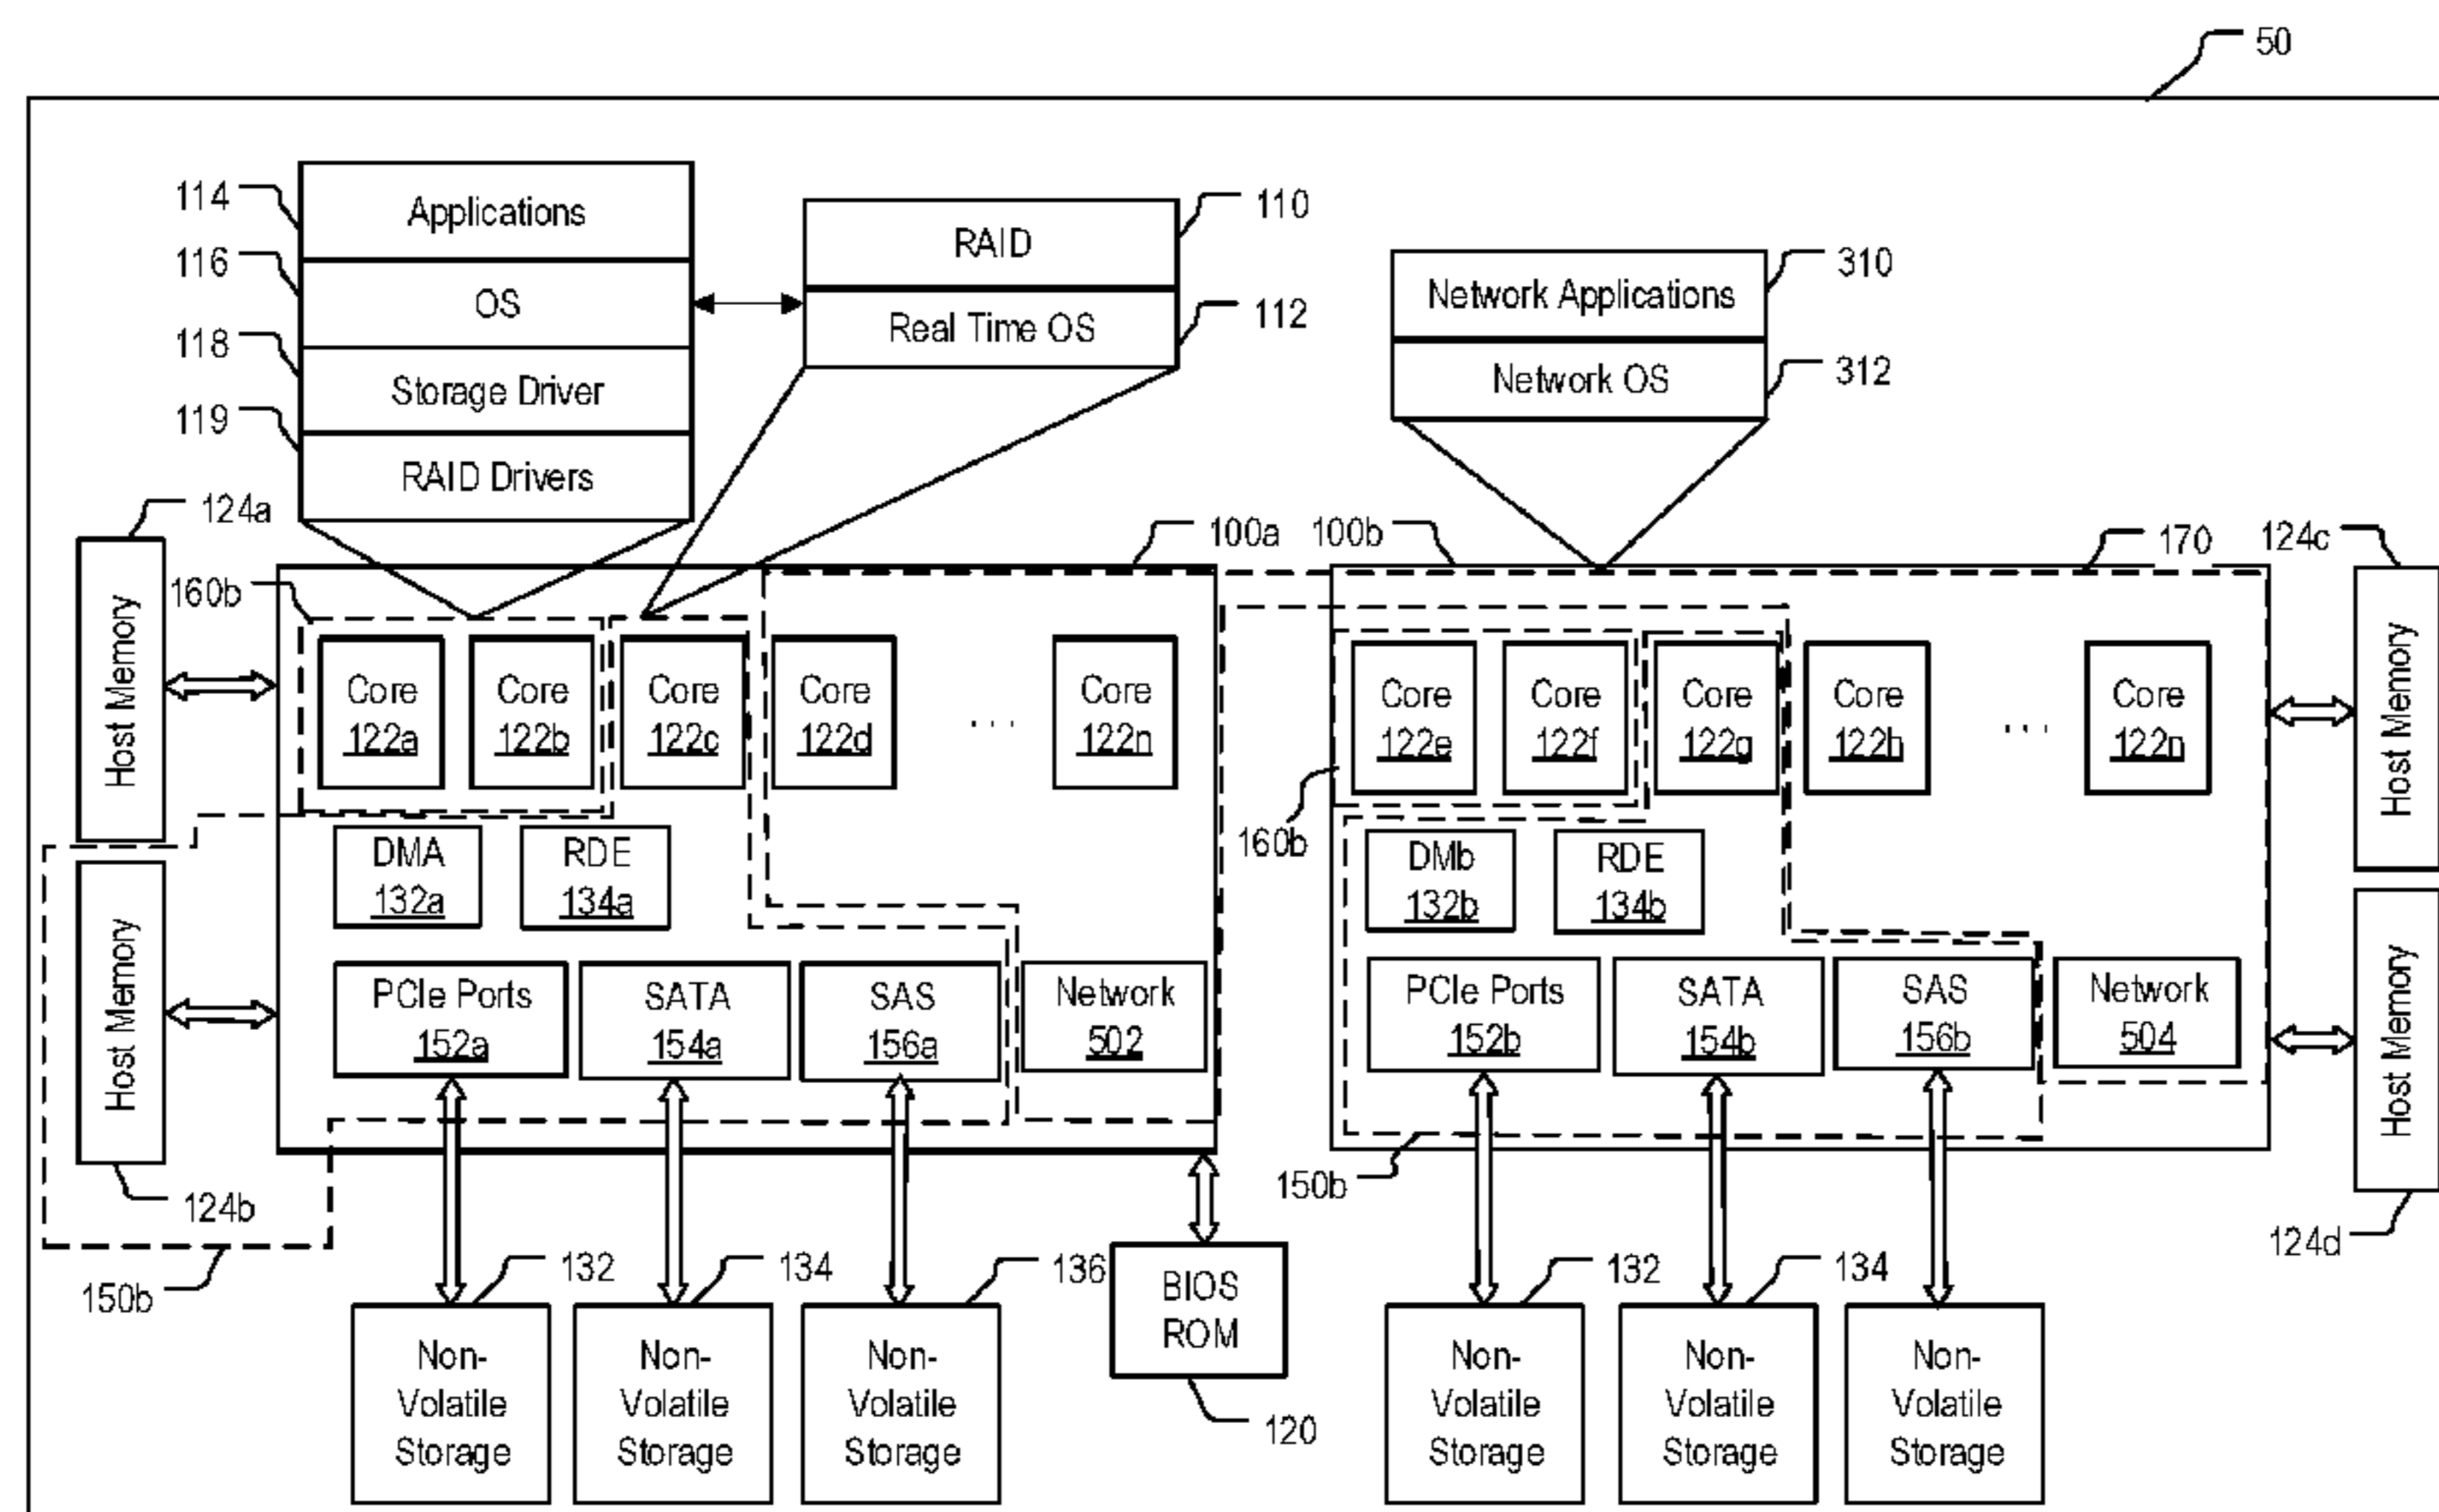 50
114
Applications
110
RAID
116
OS
310
Network Applications
112
Real Time OS
118
Storage Driver
312
Network OS
119
RAID Drivers
124a
100a
100b
170
124c
160b
Host Memory
Core
122a
Core
122b
Core
122c
Core
122d
...
Core
122n
Core
122e
Core
122f
Core
122g
Core
122h
...
Core
122n
Host Memory
160b
DMA
132a
RDE
134a
DMb
132b
RDE
134b
Host Memory
PCIe Ports
152a
SATA
154a
SAS
156a
Network
502
PCIe Ports
152b
SATA
154b
SAS
156b
Network
504
Host Memory
124b
150b
124d
150b
132
134
136
BIOS
ROM
120
132
134
Non-
Volatile
Storage
Non-
Volatile
Storage
Non-
Volatile
Storage
Non-
Volatile
Storage
Non-
Volatile
Storage
Non-
Volatile
Storage